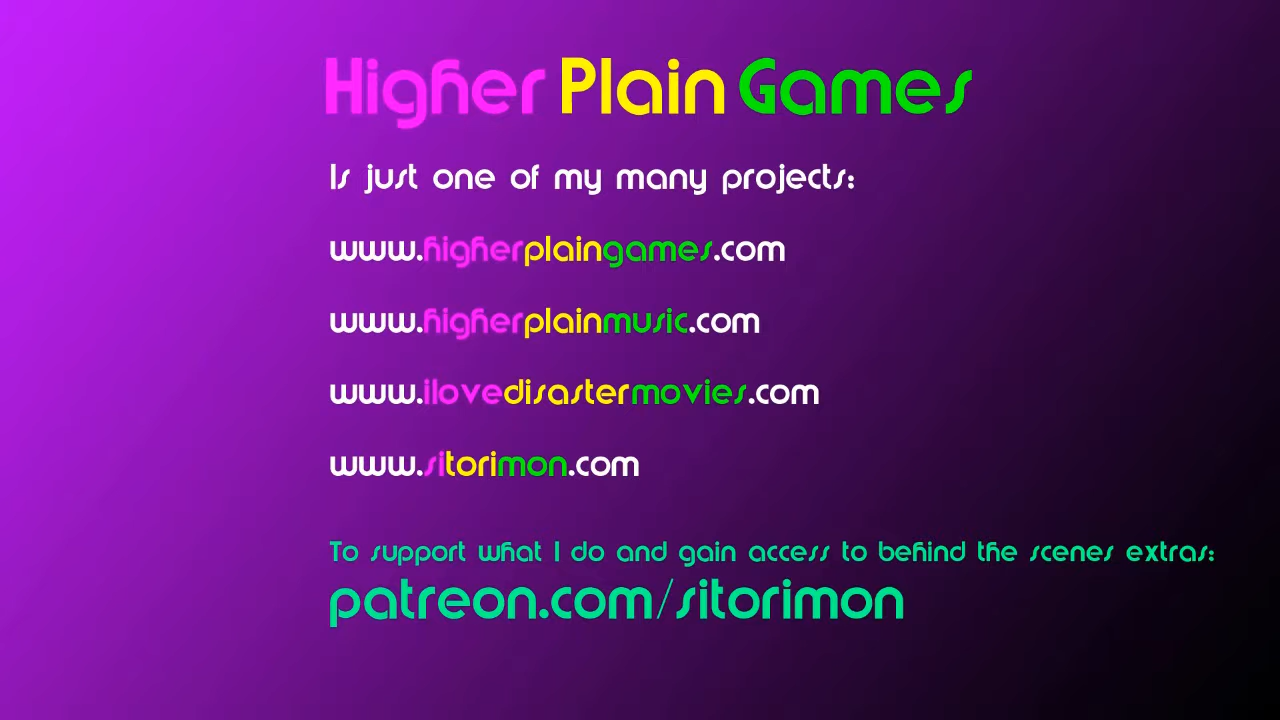 Higher Plain Games
Is just one of my many projects:
www.higherplaingames.com
www.higherplainmusic.com
www.ilovedisastermovies.com
www.sitorimon.com
To support what I do and gain access to behind the scenes extras:
patreon.com/sitorimon